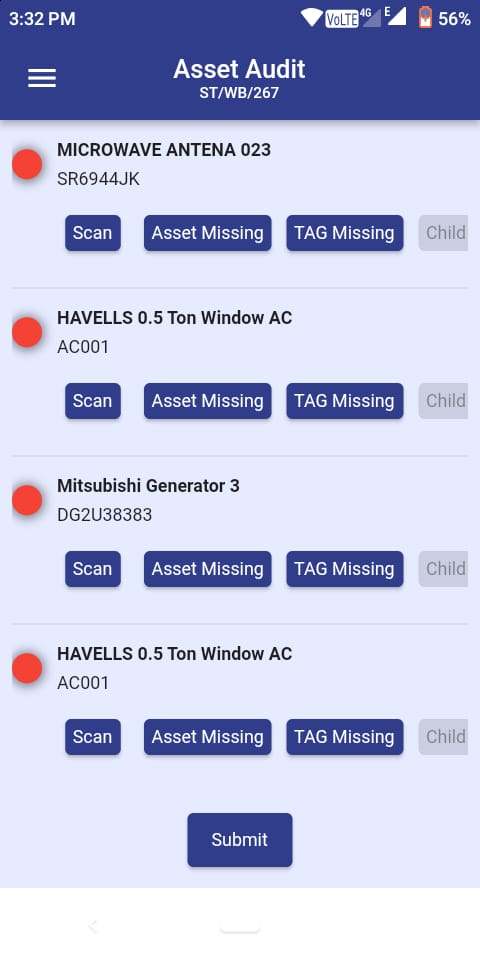 3:32 PM VoLTE 4G E 56%
Asset Audit
ST/WB/267
MICROWAVE ANTENA 023
SR6944JK
Scan Asset Missing TAG Missing Child
HAVELLS 0.5 Ton Window AC
AC001
Scan Asset Missing TAG Missing Child
Mitsubishi Generator 3
DG2U38383
Scan Asset Missing TAG Missing Child
HAVELLS 0.5 Ton Window AC
AC001
Scan Asset Missing TAG Missing Child
Submit